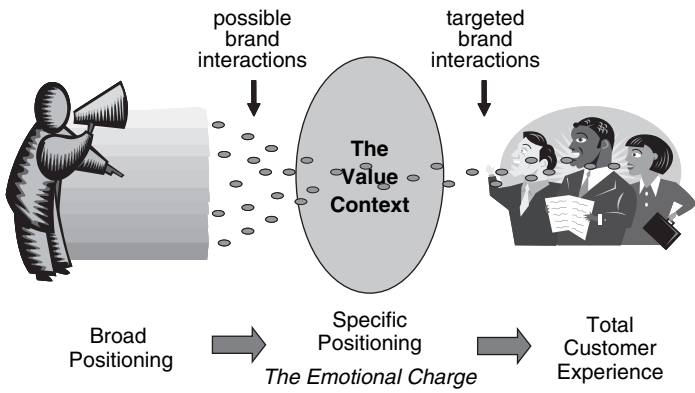 possible
brand
interactions
targeted
brand
interactions
The
Value
Context
Broad
Positioning
Specific
Positioning
The Emotional Charge
Total
Customer
Experience